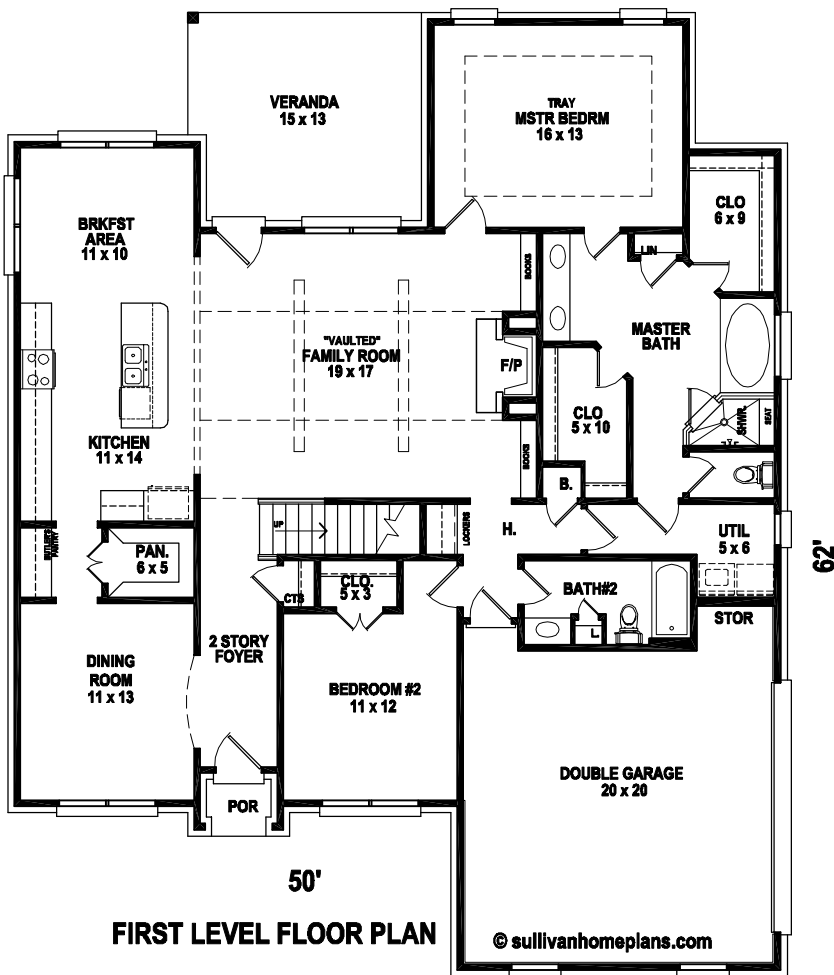 VERANDA
15 x 13
TRAY
MSTR BEDRM
16 x 13
CLO
6 x 9
BRKFST
AREA
11 x 10
LIN
BOOKS
MASTER
BATH
"VAULTED"
FAMILY ROOM
19 x 17
F/P
CLO
5 x 10
SHWR.
SEAT
KITCHEN
11 x 14
BOOKS
B.
UP
LOCKERS
H.
UTIL
5 x 6
BUTLER'S
PANTRY
PAN.
6 x 5
62'
CTS
CLO.
5 x 3
BATH#2
L.
STOR
2 STORY
FOYER
DINING
ROOM
11 x 13
BEDROOM #2
11 x 12
DOUBLE GARAGE
20 x 20
POR
50'
FIRST LEVEL FLOOR PLAN
© sullivanhomeplans.com